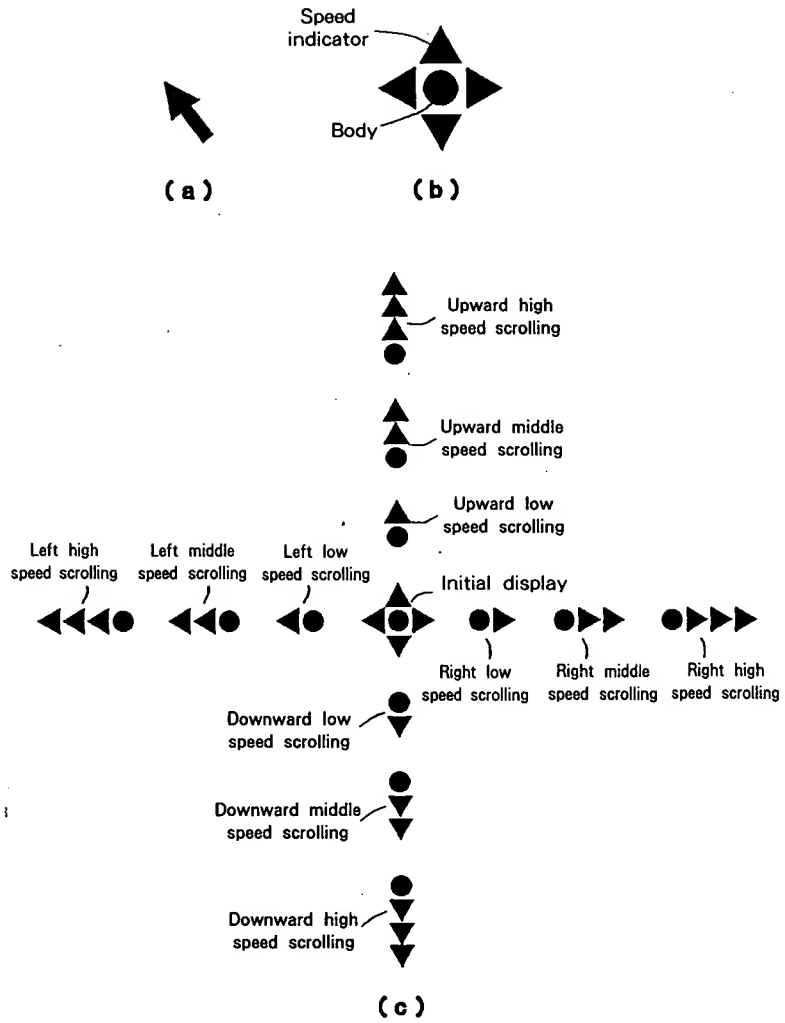 Speed
indicator
Body
(a)
(b)
Upward high
speed scrolling
Upward middle
speed scrolling
Upward low
speed scrolling
Left high
speed scrolling
Left middle
speed scrolling
Left low
speed scrolling
Initial display
Right low
speed scrolling
Right middle
speed scrolling
Right high
speed scrolling
Downward low
speed scrolling
Downward middle
speed scrolling
Downward high
speed scrolling
(c)